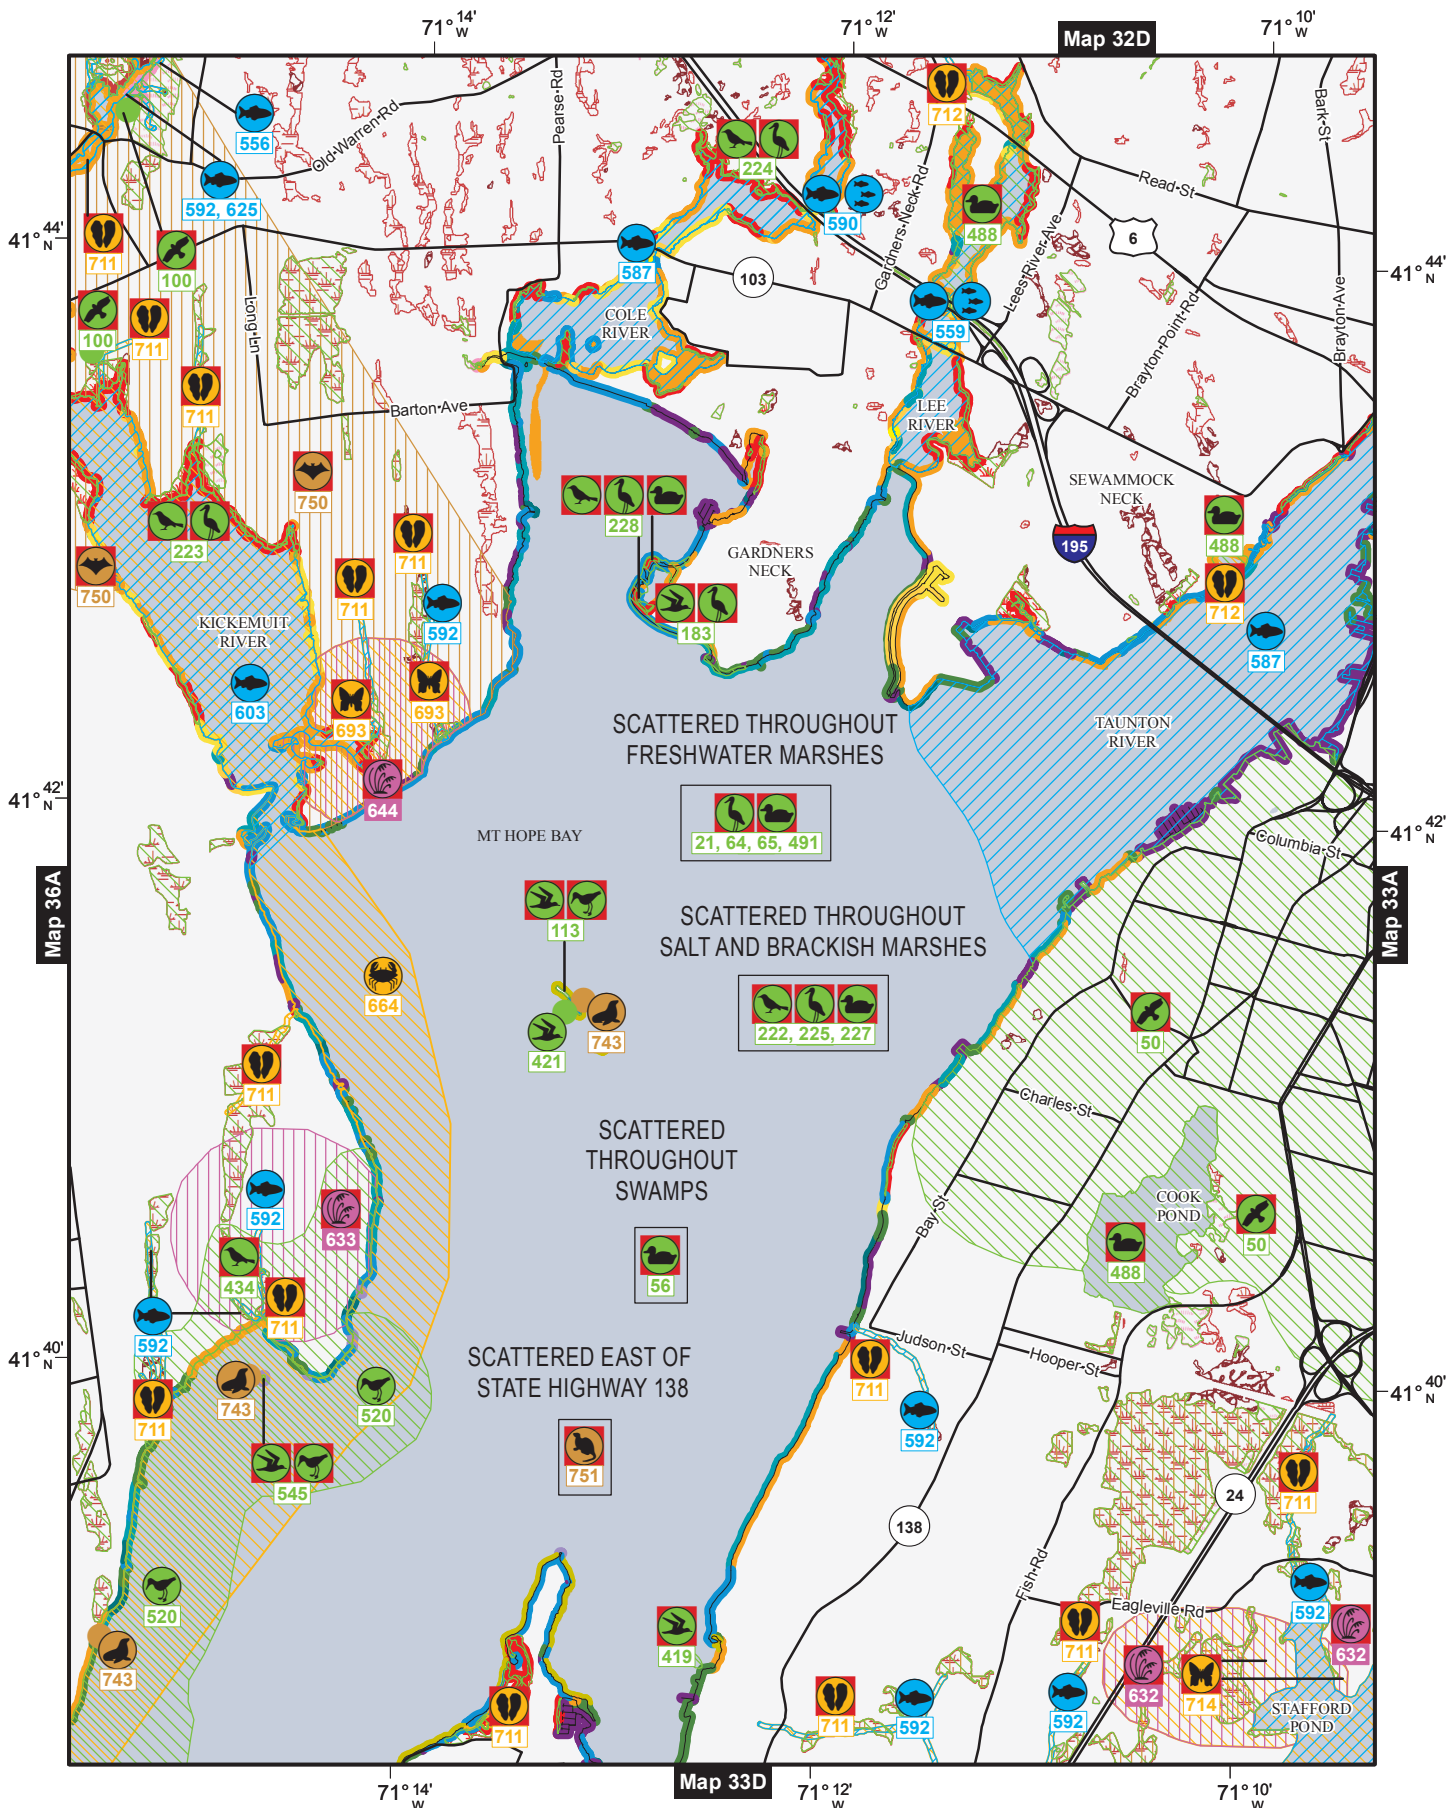 71° 14' W
71° 12' W
71° 10' W
Map 32D
Old Warren Rd
Pearse Rd
Bark St
556
712
224
Read St
592, 625
590
Gardners Neck Rd
Lees River Ave
488
6
41° 44' N
711
100
587
103
41° 44' N
559
Brayton Point Rd
Brayton Ave
100
711
Long Ln
COLE
RIVER
711
Barton Ave
LEE
RIVER
750
SEWAMMOCK
NECK
223
228
488
711
195
GARDNERS
NECK
750
711
712
592
183
KICKEMUIT
RIVER
587
603
693
693
SCATTERED THROUGHOUT
FRESHWATER MARSHES
TAUNTON
RIVER
644
41° 42' N
MT HOPE BAY
21, 64, 65, 491
41° 42' N
Columbia St
Map 36A
113
SCATTERED THROUGHOUT
SALT AND BRACKISH MARSHES
Map 33A
664
421
743
222, 225, 227
50
711
Charles St
SCATTERED
THROUGHOUT
SWAMPS
592
633
Bay St
COOK
POND
50
434
56
488
711
592
41° 40' N
Judson St
Hooper St
SCATTERED EAST OF
STATE HIGHWAY 138
743
520
711
41° 40' N
711
592
751
545
711
24
138
520
Fish Rd
Eagleville Rd
592
743
419
711
632
632
714
711
711
592
592
STAFFORD
POND
Map 33D
71° 14' W
71° 12' W
71° 10' W